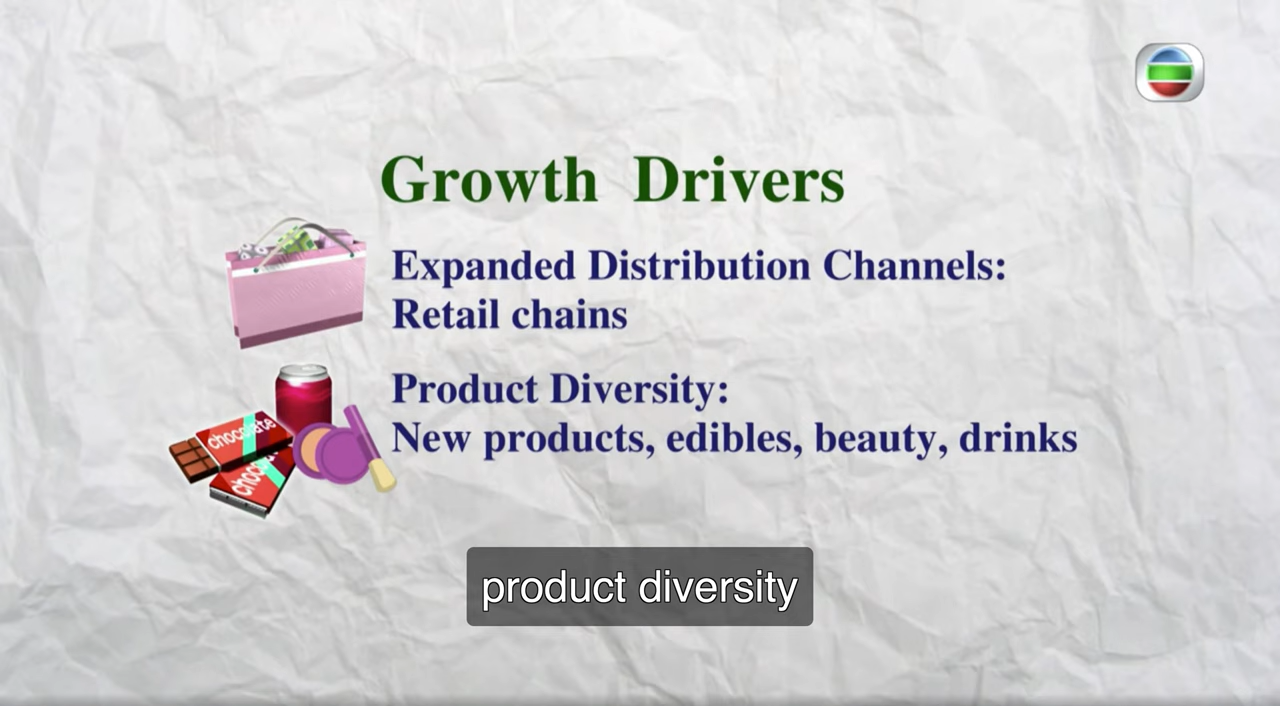 Growth Drivers
Expanded Distribution Channels:
Retail chains
Product Diversity:
New products, edibles, beauty, drinks
chocolate
chocolate
product diversity